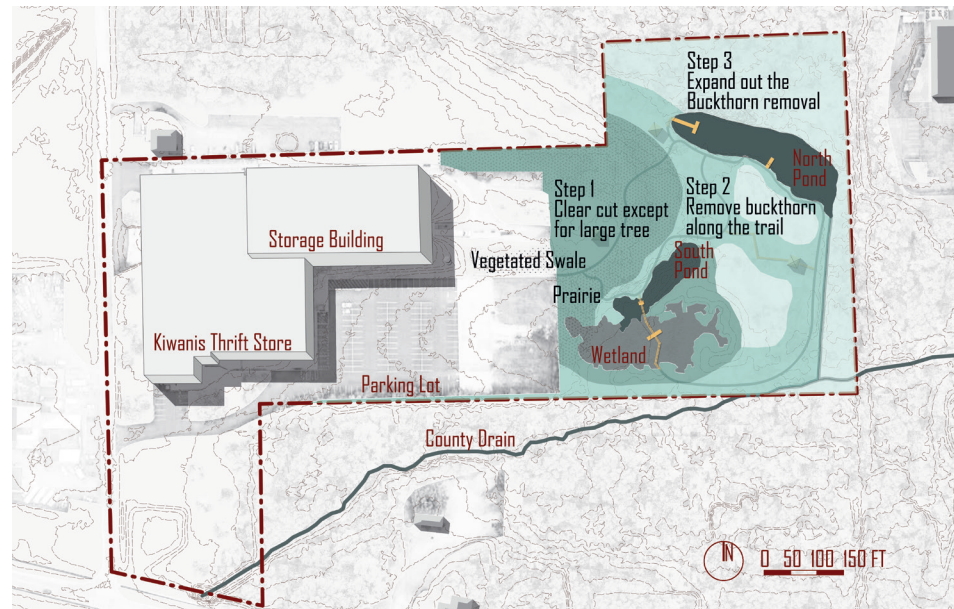 Step 3
Expand out the
Buckthorn removal
North
Pond
Step 1
Clear cut except
for large tree
Step 2
Remove buckthorn
along the trail
Storage Building
Vegetated Swale
South
Pond
Prairie
Kiwanis Thrift Store
Wetland
Parking Lot
County Drain
N
0 50 100 150 FT